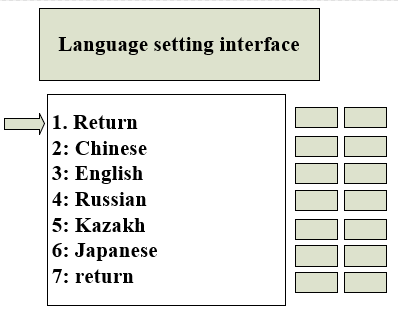 Language setting interface
1. Return
2: Chinese
3: English
4: Russian
5: Kazakh
6: Japanese
7: return